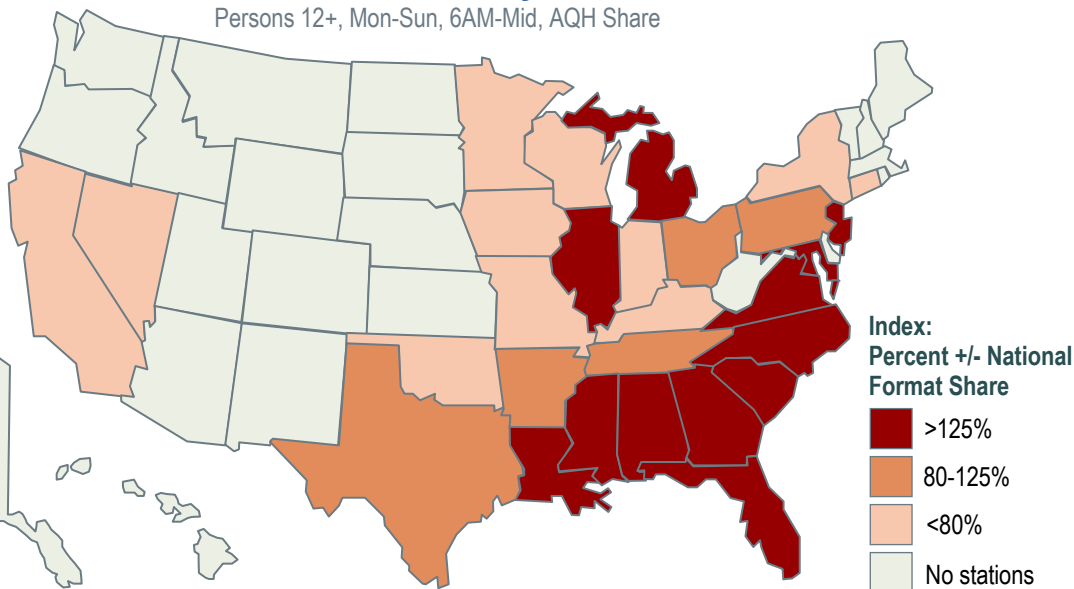 Persons 12+, Mon-Sun, 6AM-Mid, AQH Share
Index:
Percent +/- National
Format Share
>125%
80-125%
<80%
No stations